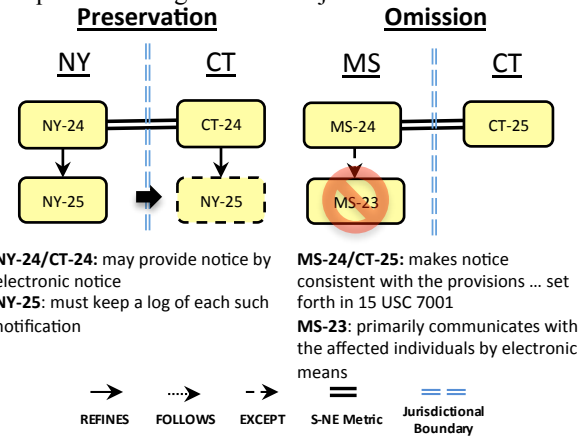 Preservation
Omission
NY
CT
MS
CT
NY-24
CT-24
MS-24
CT-25
NY-25
NY-25
MS-23
NY-24/CT-24: may provide notice by
electronic notice
NY-25: must keep a log of each such
notification
MS-24/CT-25: makes notice
consistent with the provisions ... set
forth in 15 USC 7001
MS-23: primarily communicates with
the affected individuals by electronic
means
REFINES
FOLLOWS
EXCEPT
S-NE Metric
Jurisdictional
Boundary